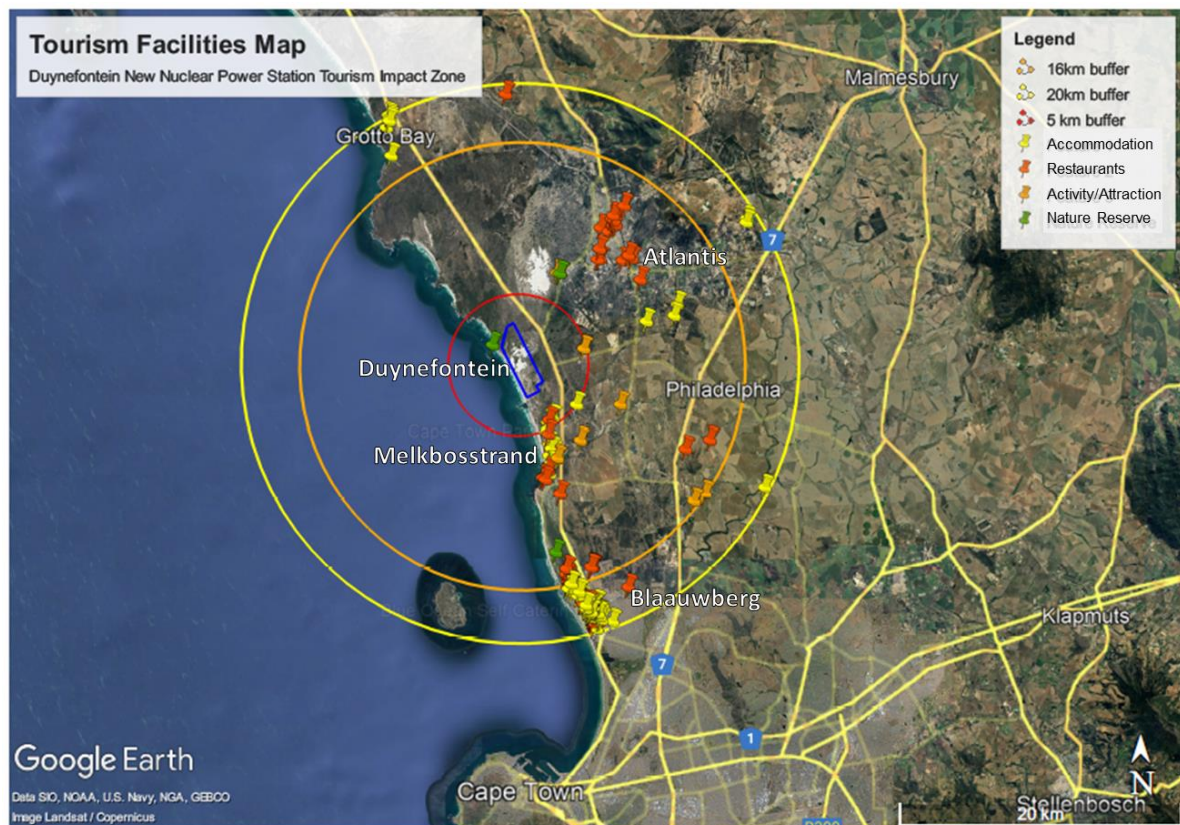 Tourism Facilities Map
Duynefontein New Nuclear Power Station Tourism Impact Zone
Legend
16km buffer
20km buffer
5 km buffer
Accommodation
Restaurants
Activity/Attraction
Nature Reserve
Malmesbury
Grotto Bay
7
Atlantis
Duynefontein
Philadelphia
Melkbosstrand
Blaauwberg
Klapmuts
7
1
Google Earth
N
Cape Town
Stellenbosch
20 km
Data SIO, NOAA, U.S. Navy, NGA, GEBCO
Image Landsat / Copernicus